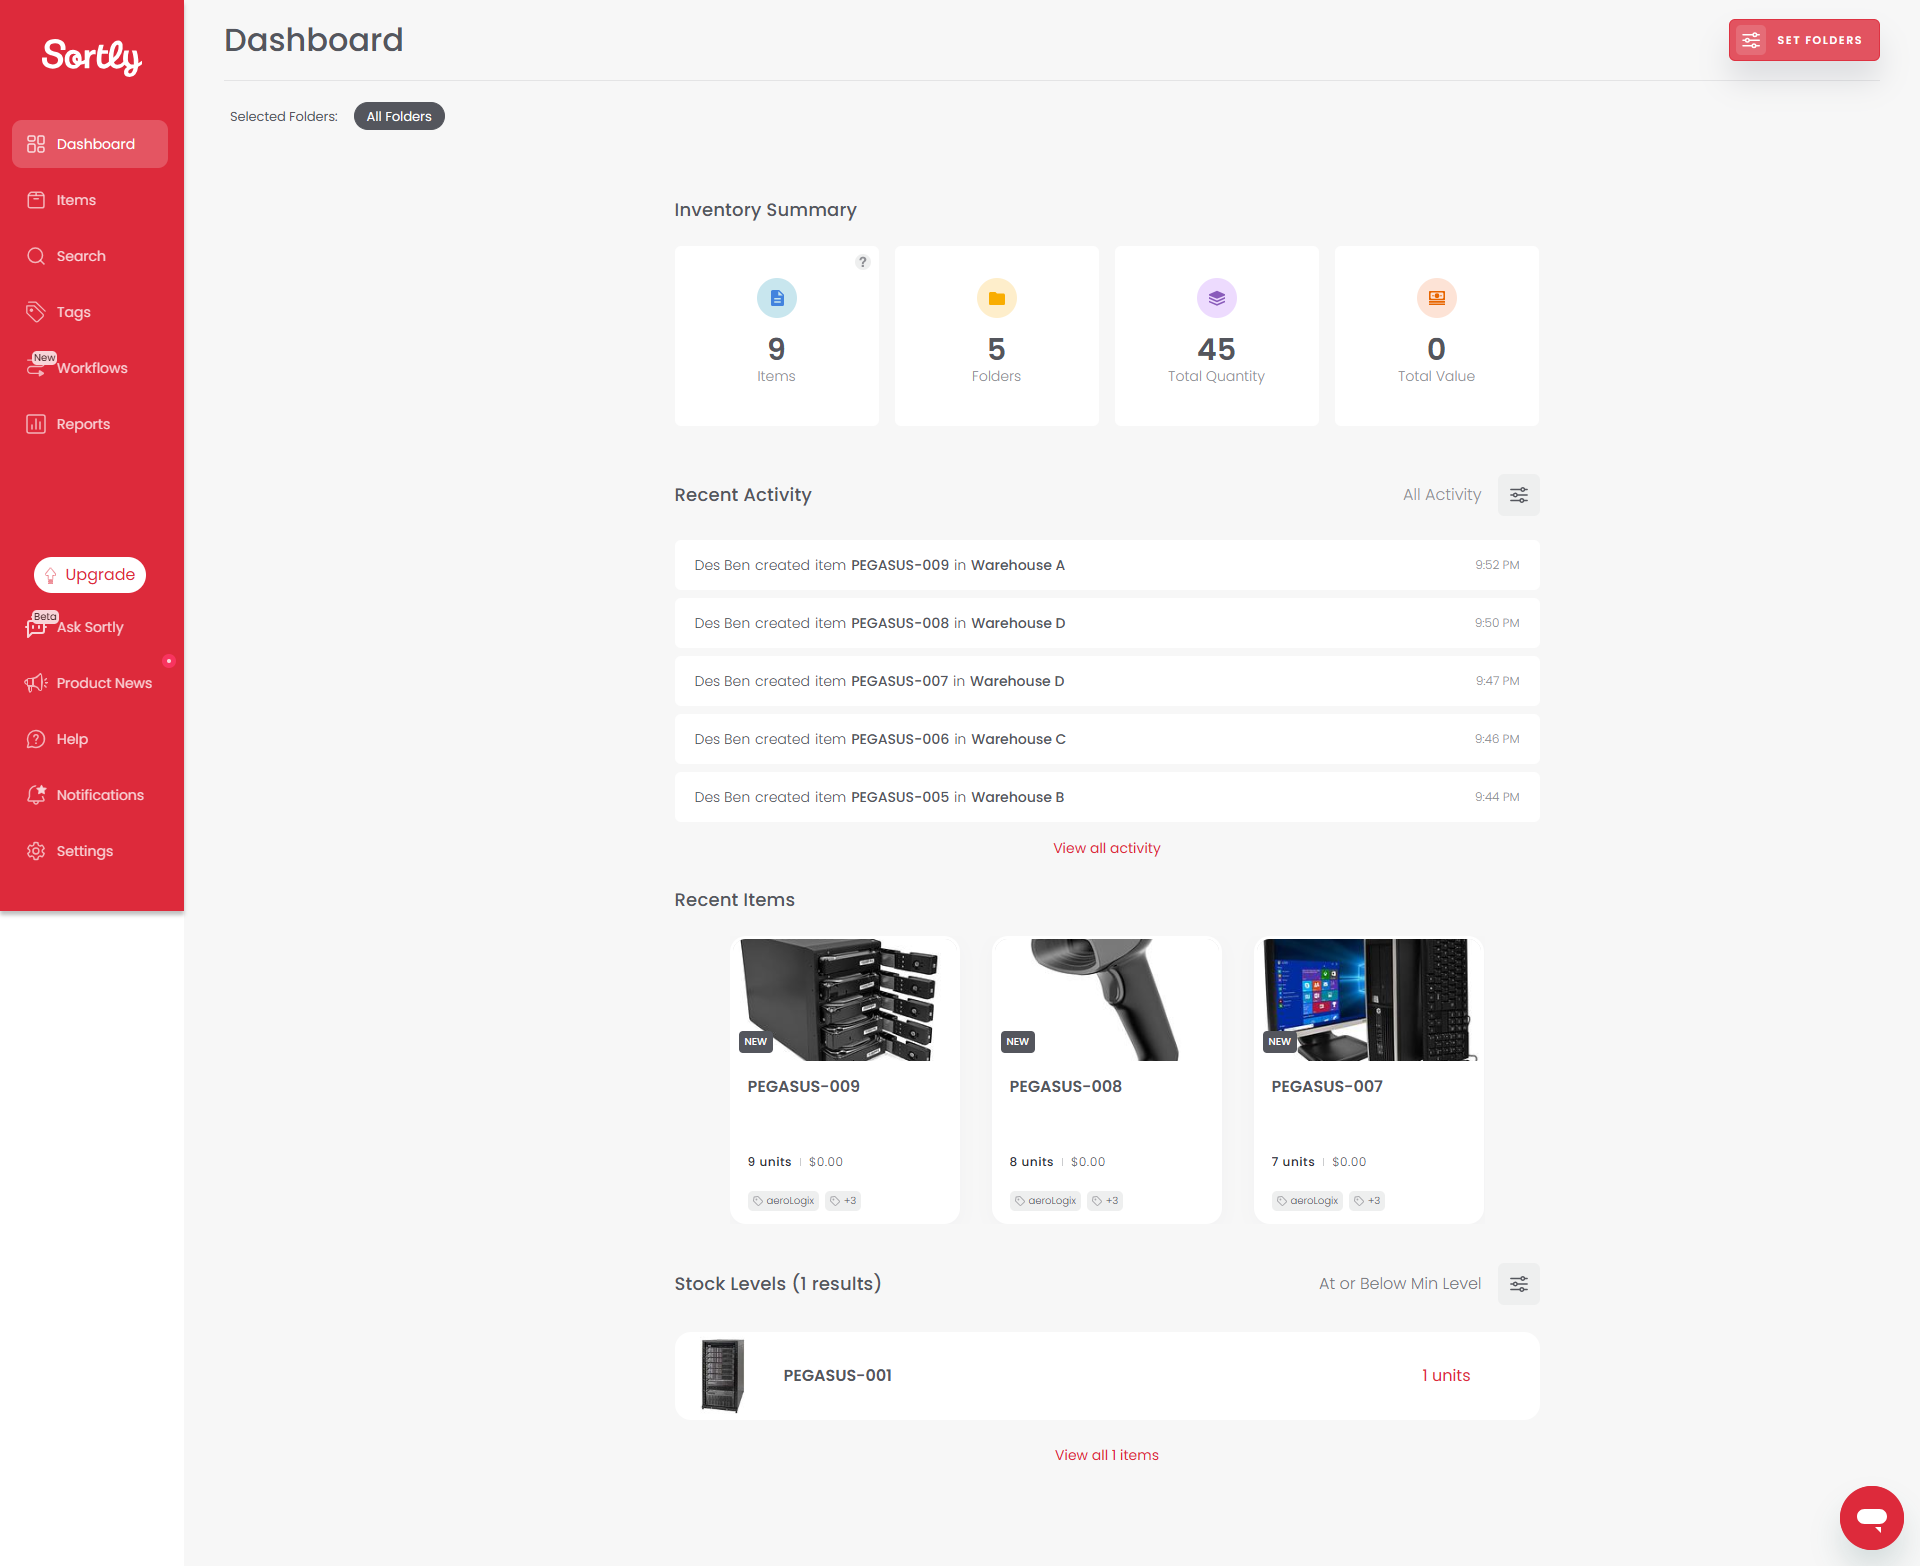 Sortly
Dashboard
Items
Search
Tags
New
Workflows
Reports
Upgrade
Beta
Ask Sortly
Product News
Help
Notifications
Settings
Dashboard
SET FOLDERS
Selected Folders: All Folders
Inventory Summary
?
9
Items
5
Folders
45
Total Quantity
0
Total Value
Recent Activity
All Activity
Des Ben created item PEGASUS-009 in Warehouse A 9:52 PM
Des Ben created item PEGASUS-008 in Warehouse D 9:50 PM
Des Ben created item PEGASUS-007 in Warehouse D 9:47 PM
Des Ben created item PEGASUS-006 in Warehouse C 9:46 PM
Des Ben created item PEGASUS-005 in Warehouse B 9:44 PM
View all activity
Recent Items
NEW
PEGASUS-009
9 units | $0.00
aeroLogix +3
NEW
PEGASUS-008
8 units | $0.00
aeroLogix +3
NEW
PEGASUS-007
7 units | $0.00
aeroLogix +3
Stock Levels (1 results)
At or Below Min Level
PEGASUS-001 1 units
View all 1 items